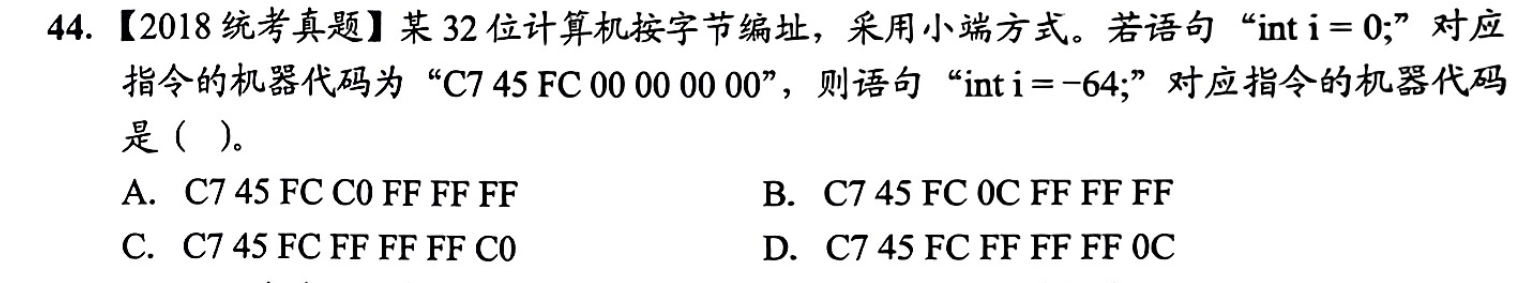 44. 【2018 统考真题】某 32 位计算机按字节编址，采用小端方式。若语句“int i = 0;”对应
指令的机器代码为“C7 45 FC 00 00 00 00”，则语句“int i = −64;”对应指令的机器代码
是（ ）。
A. C7 45 FC C0 FF FF FF B. C7 45 FC 0C FF FF FF
C. C7 45 FC FF FF FF C0 D. C7 45 FC FF FF FF 0C